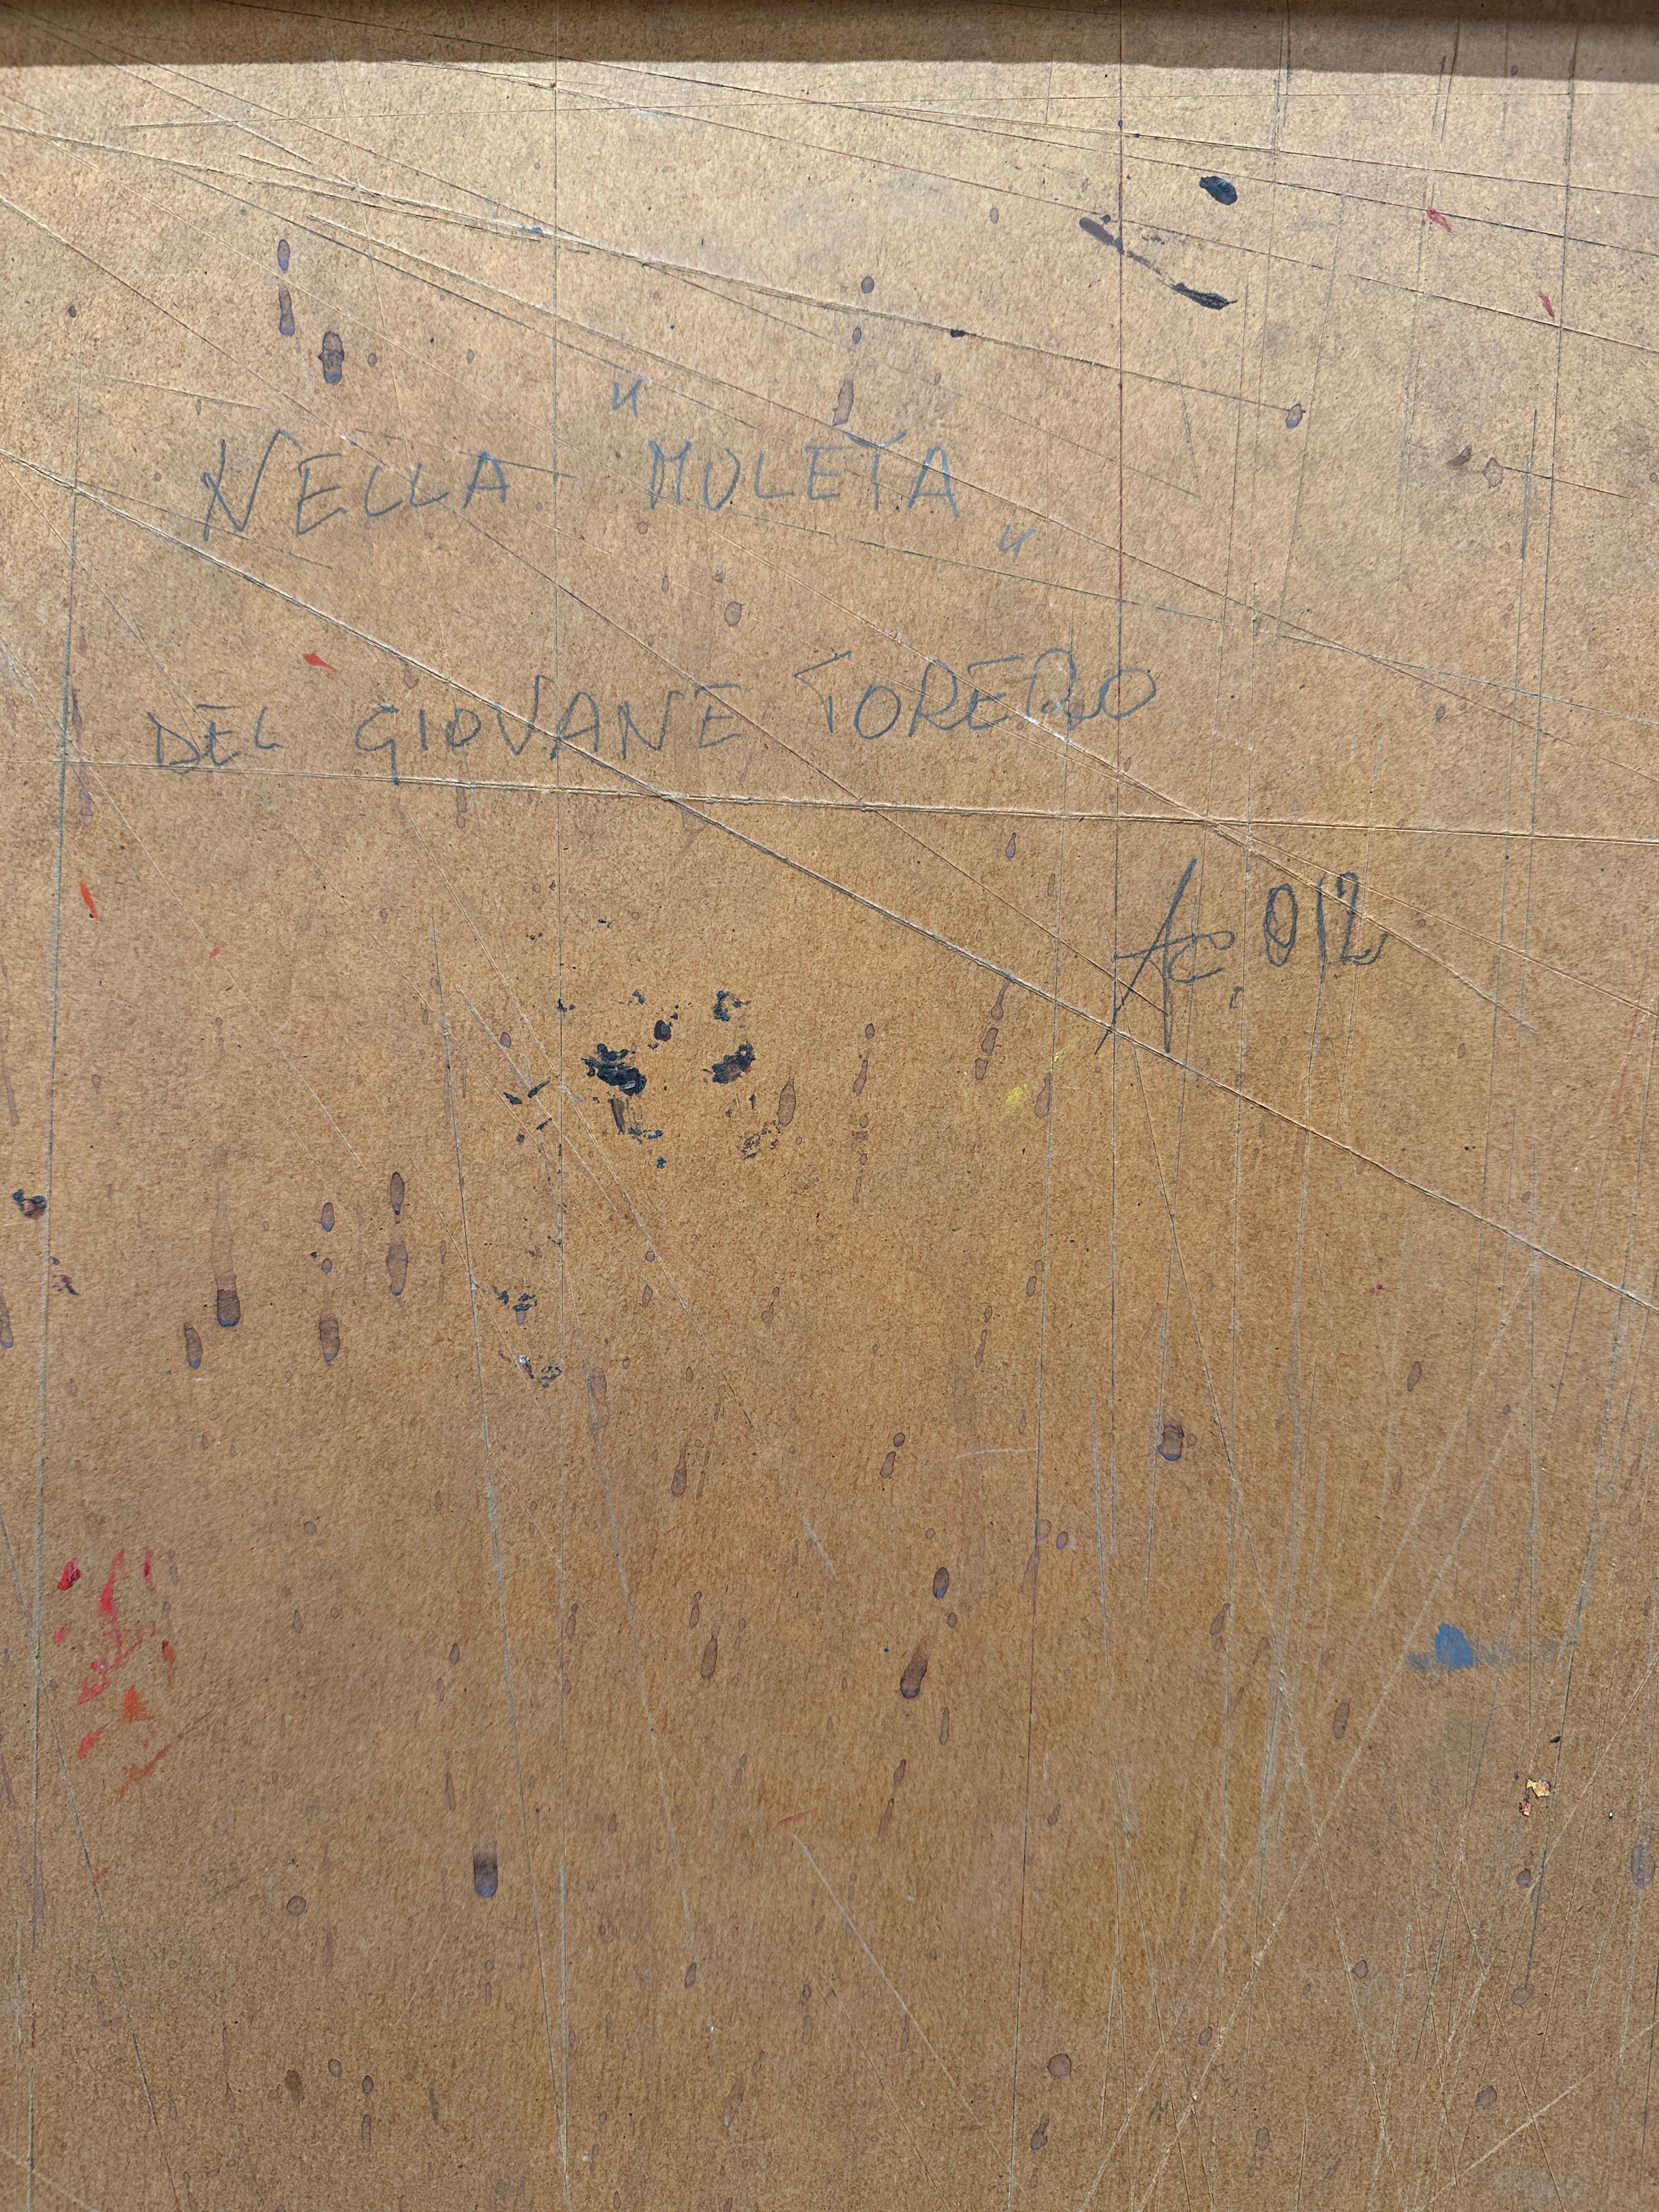 NELLA "MULETA"
DEL GIOVANE TORERO
Ac 012